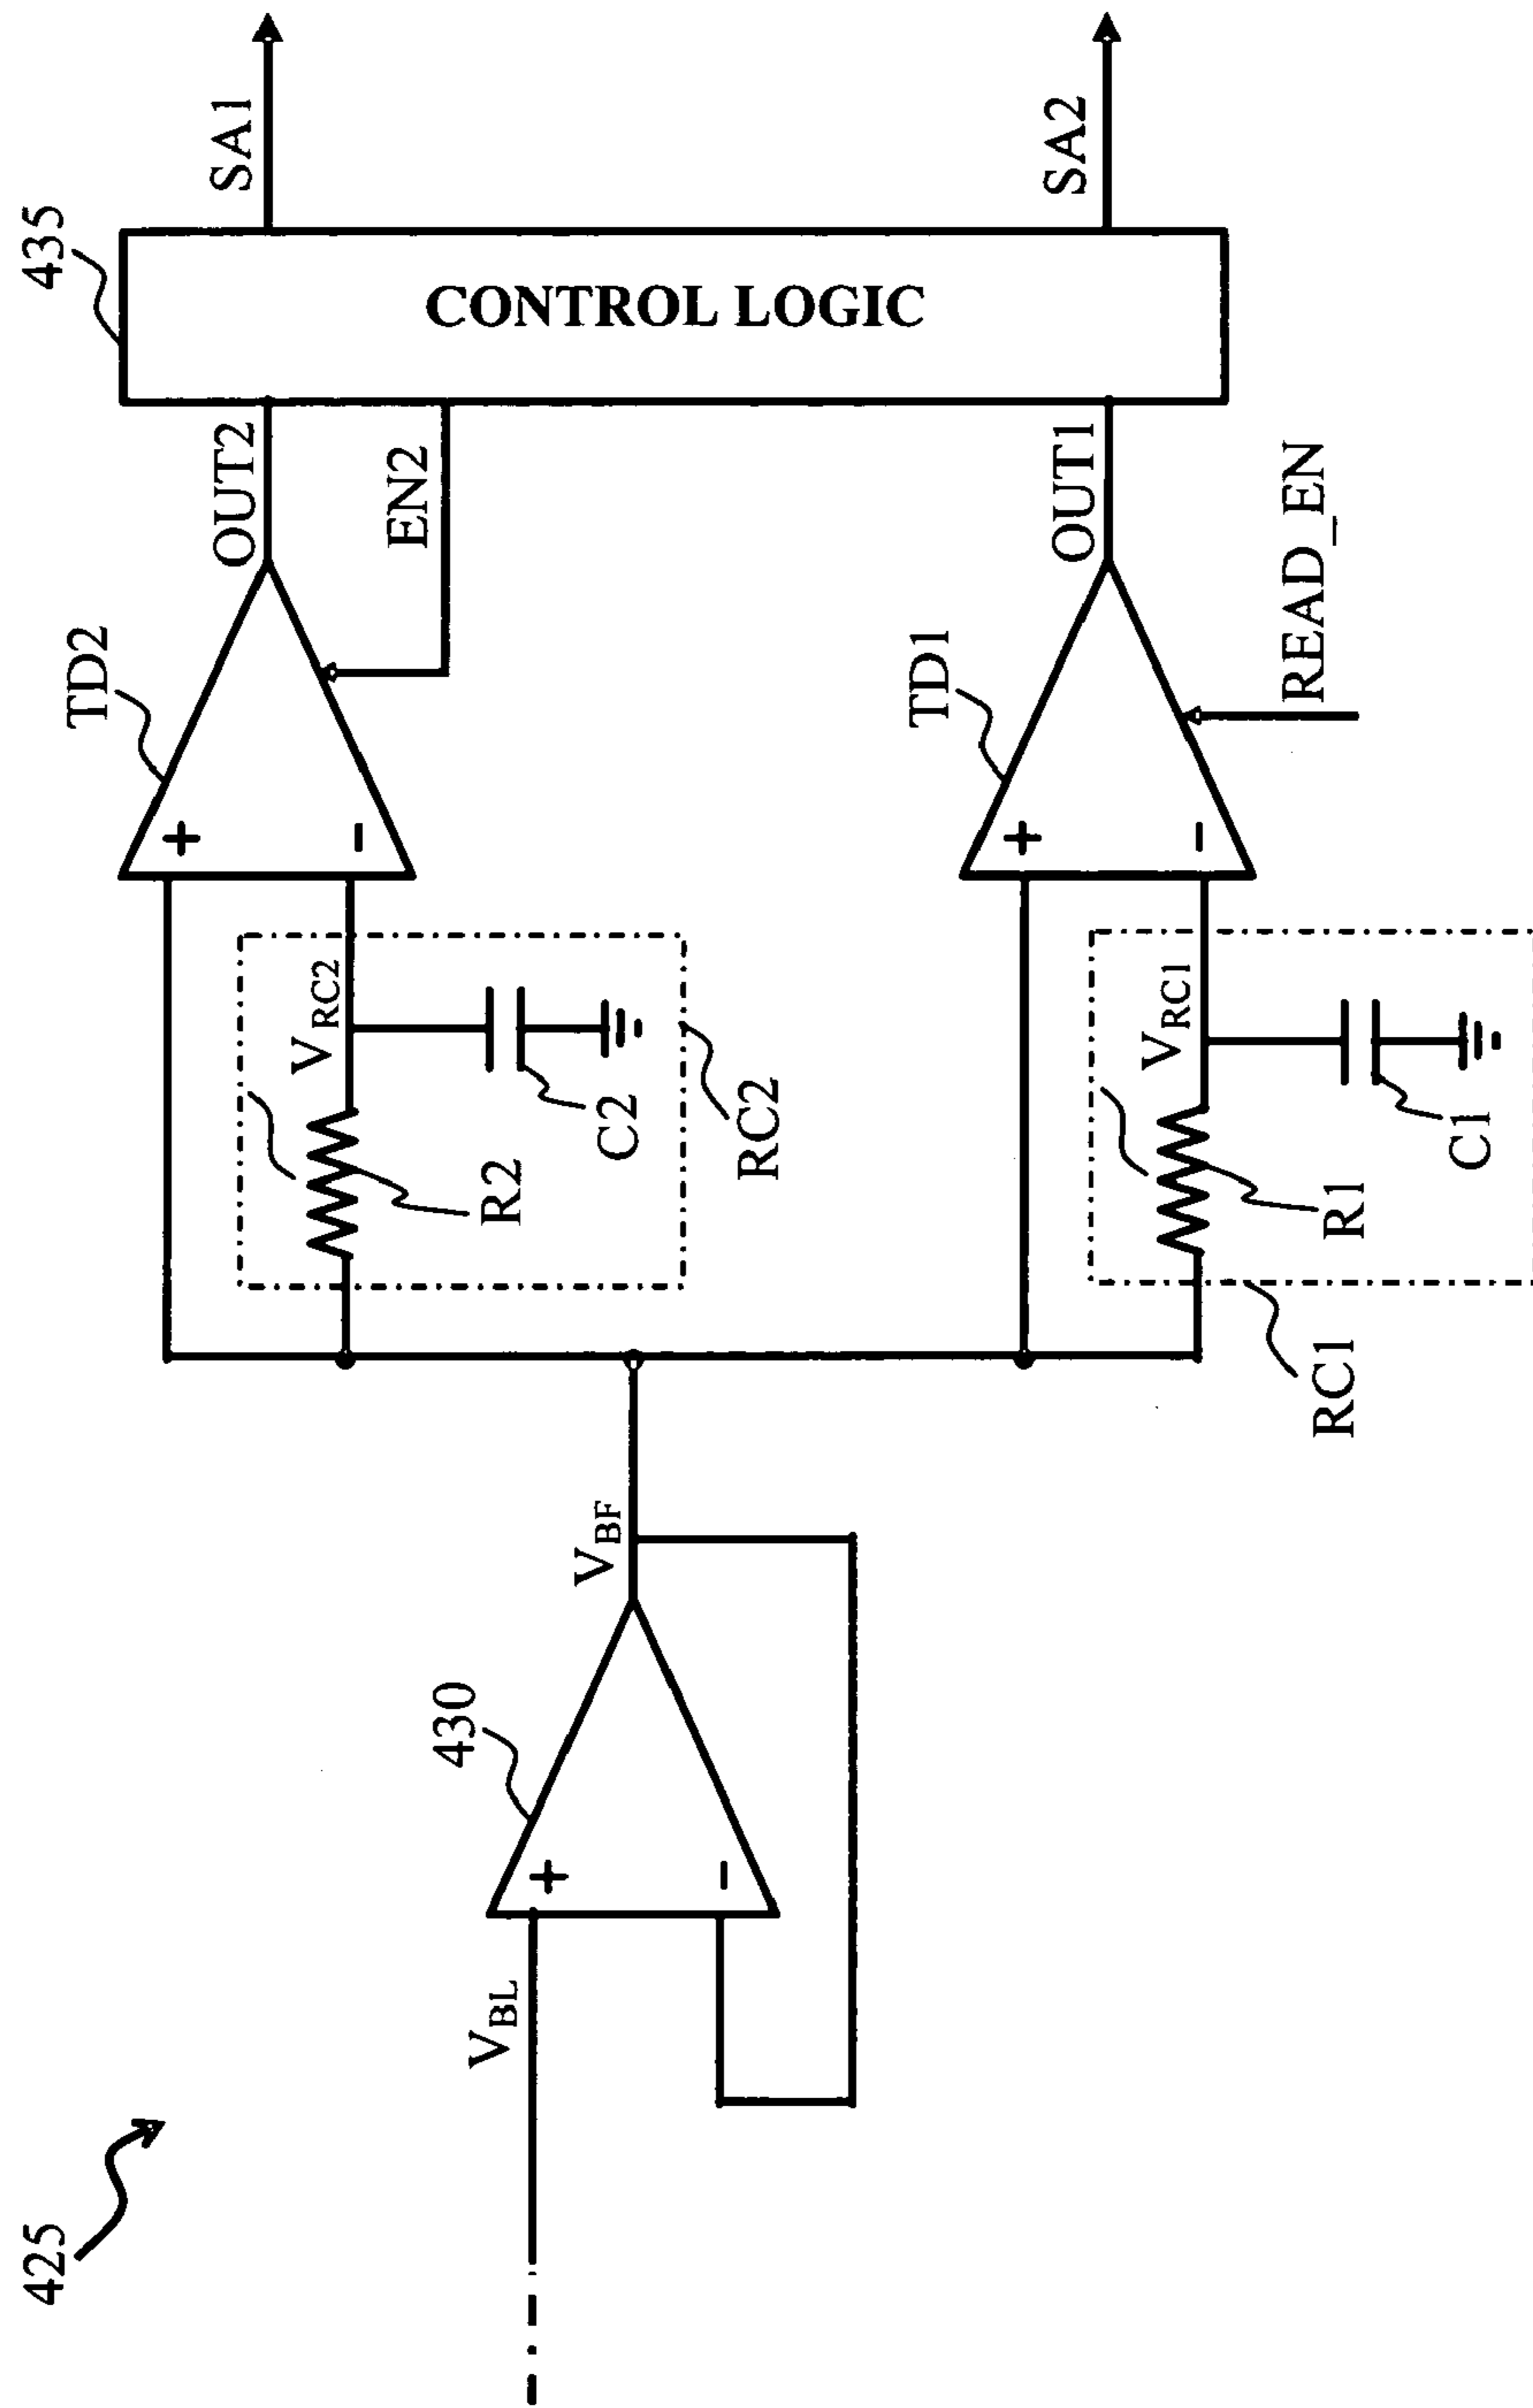 425
435
SA1
SA2
CONTROL LOGIC
OUT2
EN2
OUT1
READ_EN
TD2
TD1
+
-
+
-
VRC2
VRC1
C2
R2
RC2
C1
R1
RC1
VBF
430
+
-
VBL